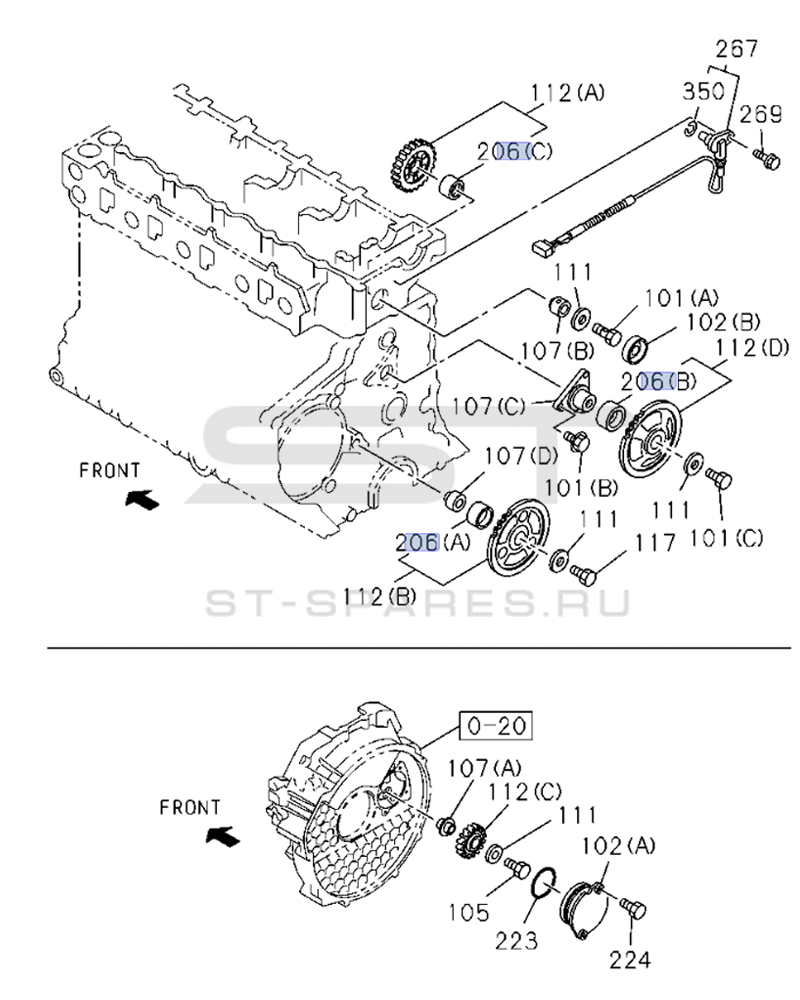 267
112(A)
350
269
206(C)
111
101(A)
102(B)
107(B)
112(D)
206(B)
107(C)
ST
FRONT
107(D)
101(B)
111
111
101(C)
206(A)
117
112(B)
ST-SPARES.RU
0-20
107(A)
FRONT
112(C)
111
102(A)
105
223
224